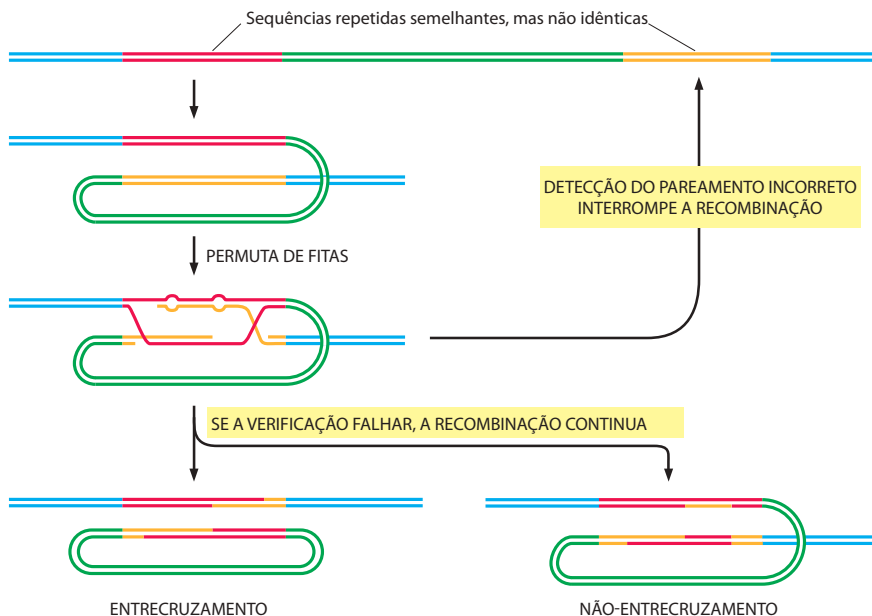 Sequências repetidas semelhantes, mas não idênticas
DETECÇÃO DO PAREAMENTO INCORRETO
INTERROMPE A RECOMBINAÇÃO
PERMUTA DE FITAS
SE A VERIFICAÇÃO FALHAR, A RECOMBINAÇÃO CONTINUA
ENTRECRUZAMENTO
NÃO-ENTRECRUZAMENTO